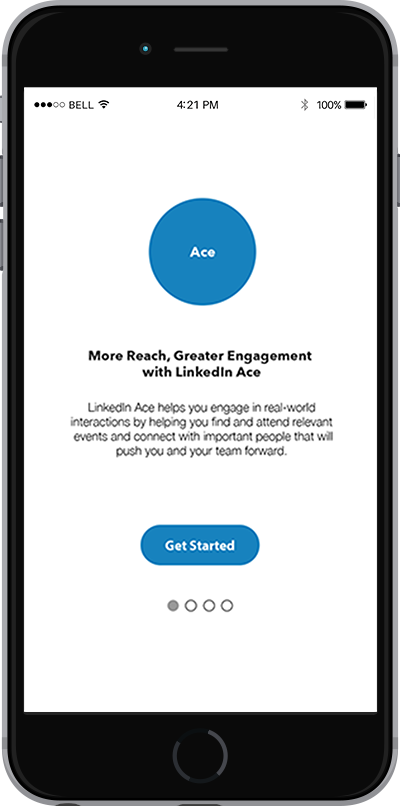 BELL 4:21 PM 100%
Ace
More Reach, Greater Engagement
with LinkedIn Ace
LinkedIn Ace helps you engage in real-world
interactions by helping you find and attend relevant
events and connect with important people that will
push you and your team forward.
Get Started